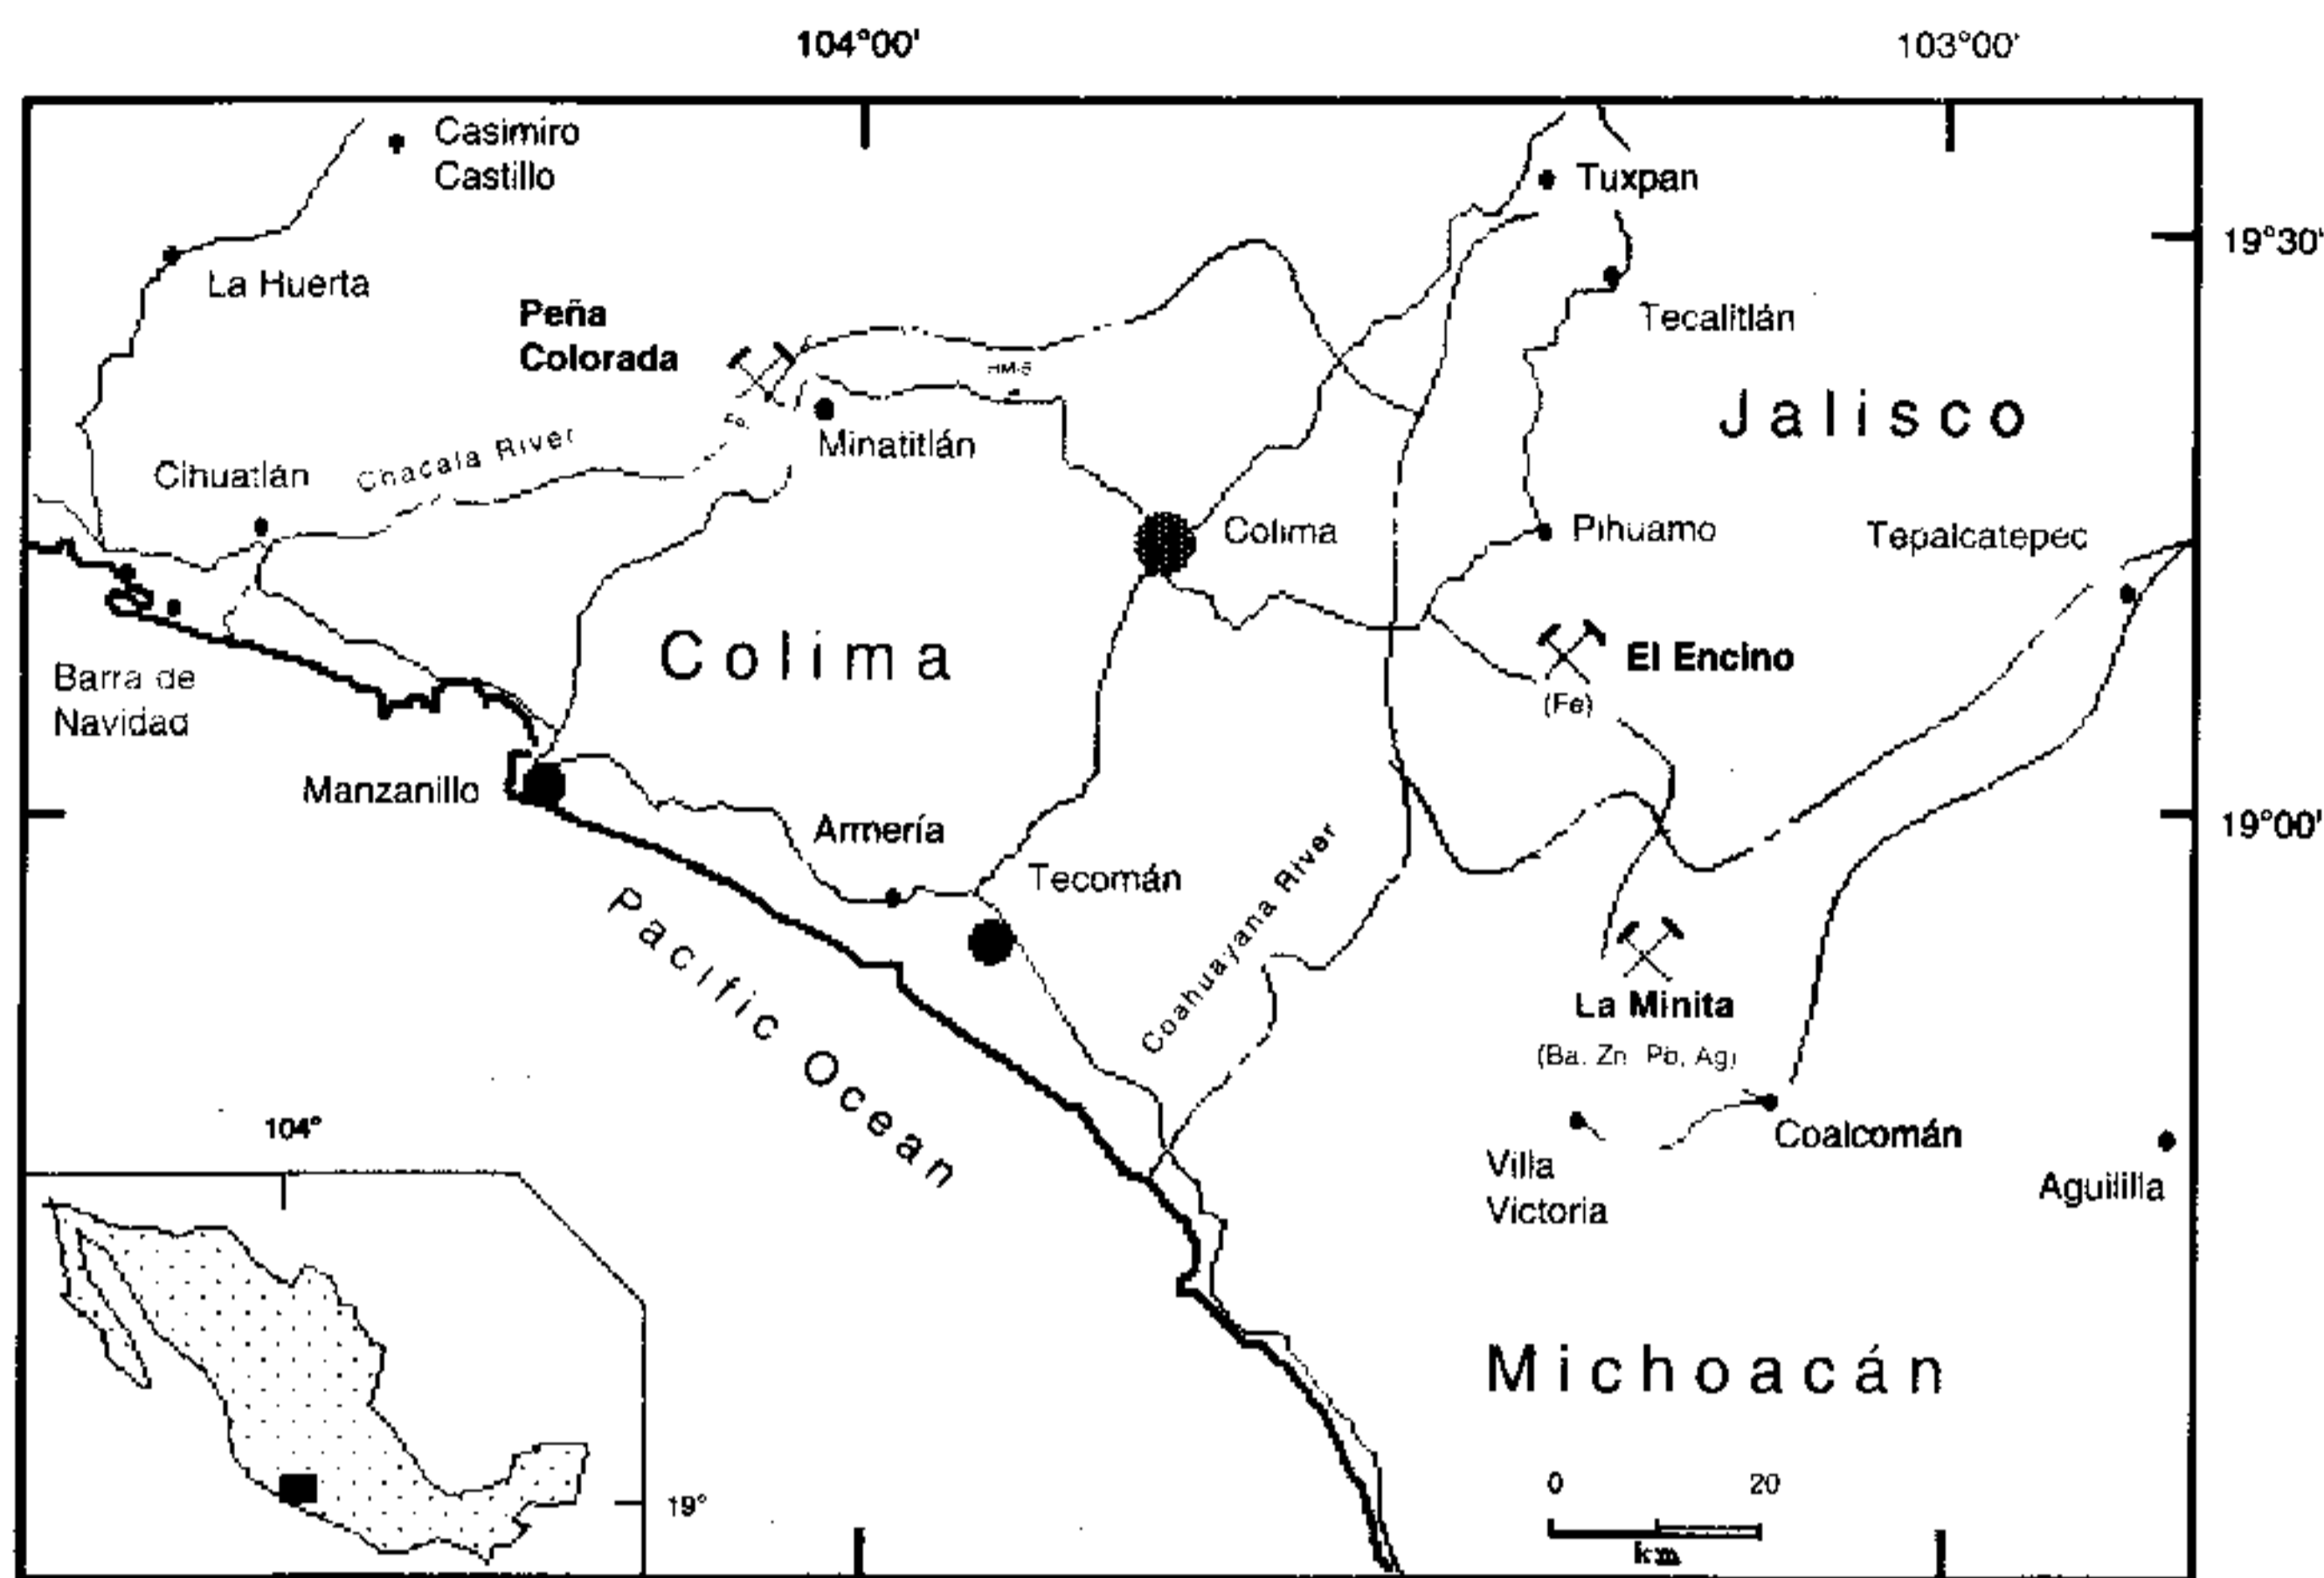 104°00'
103°00'
Casimiro
Castillo
Tuxpan
19°30'
La Huerta
Peña
Colorada
Tecalitlán
Jalisco
Minatitlán
Chacala River
Cihuatlán
Colima
Pihuamo
Tepalcatepec
Colima
El Encino
(Fe)
Barra de
Navidad
Manzanillo
Armería
19°00'
Tecomán
Coahuayana River
Pacific Ocean
La Minita
(Ba, Zn, Pb, Ag)
104°
Coalcomán
Villa
Victoria
Aguililla
Michoacán
0 20
km
19°